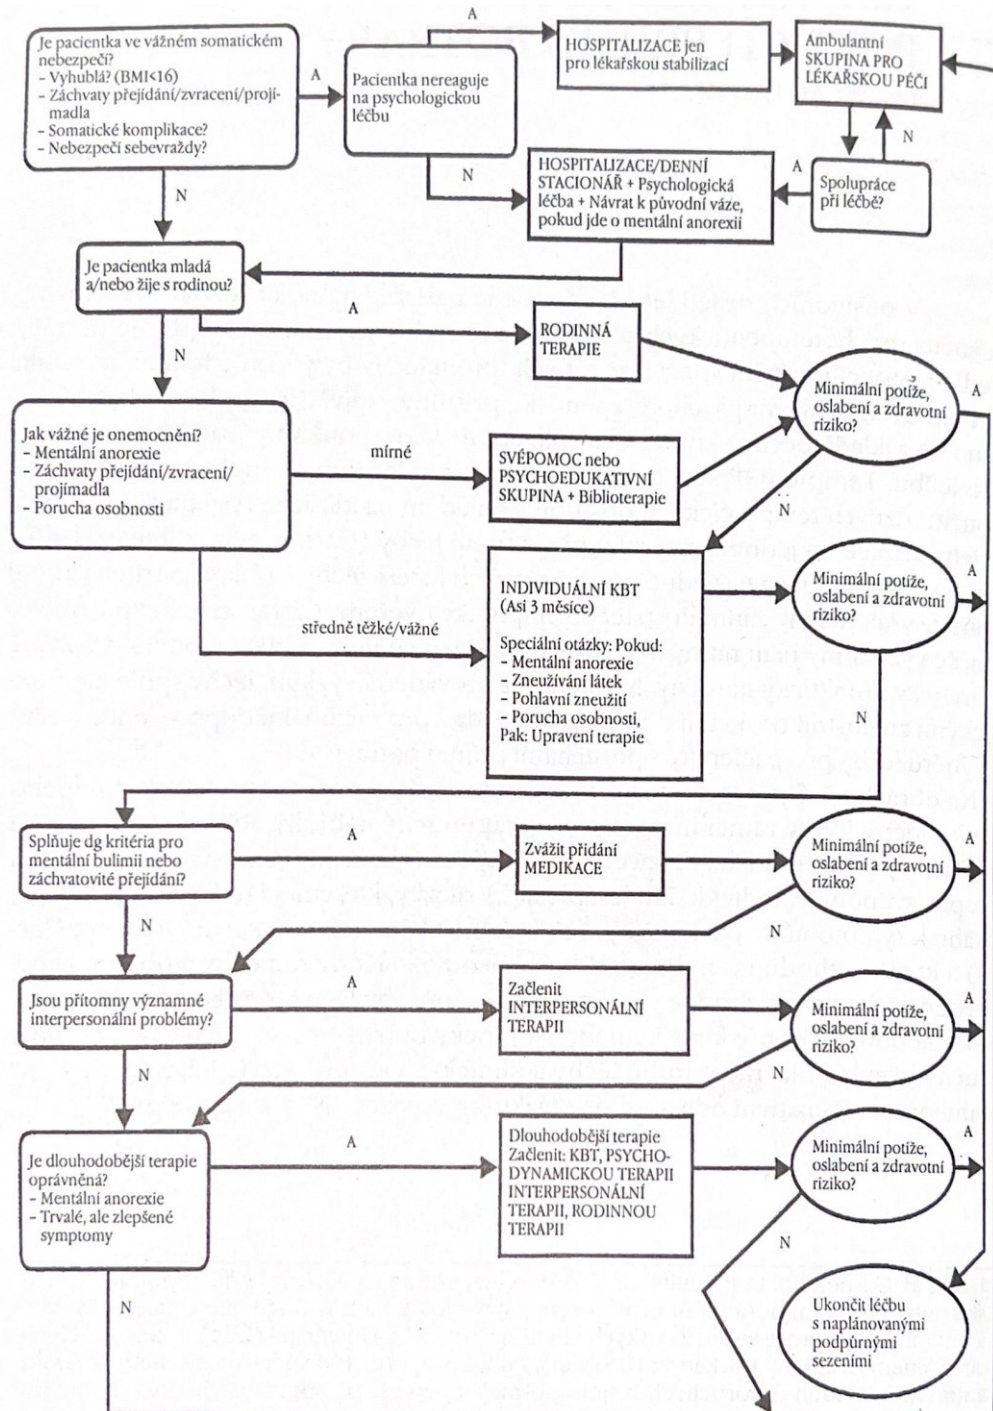 Je pacientka ve vážném somatickém
nebezpečí?
– Vyhublá? (BMI<16)
– Záchvaty přejídání/zvracení/projí-
madla
– Somatické komplikace?
– Nebezpečí sebevraždy?
A
N
Pacientka nereaguje
na psychologickou
léčbu
A
N
HOSPITALIZACE jen
pro lékařskou stabilizací
Ambulantní
SKUPINA PRO
LÉKAŘSKOU PÉČI
N
HOSPITALIZACE/DENNÍ
STACIONÁŘ + Psychologická
léčba + Návrat k původní váze,
pokud jde o mentální anorexii
A
Spolupráce
při léčbě?
Je pacientka mladá
a/nebo žije s rodinou?
A
N
RODINNÁ
TERAPIE
Minimální potíže,
oslabení a zdravotní
riziko?
A
N
Jak vážné je onemocnění?
– Mentální anorexie
– Záchvaty přejídání/zvracení/
projímadla
– Porucha osobnosti
mírné
SVÉPOMOC nebo
PSYCHOEDUKATIVNÍ
SKUPINA + Biblioterapie
středně těžké/vážné
INDIVIDUÁLNÍ KBT
(Asi 3 měsíce)
Speciální otázky: Pokud:
– Mentální anorexie
– Zneužívání látek
– Pohlavní zneužití
– Porucha osobnosti,
Pak: Upravení terapie
Minimální potíže,
oslabení a zdravotní
riziko?
A
N
Splňuje dg kritéria pro
mentální bulimii nebo
záchvatovité přejídání?
A
N
Zvážit přidání
MEDIKACE
Minimální potíže,
oslabení a zdravotní
riziko?
A
N
Jsou přítomny významné
interpersonální problémy?
A
N
Začlenit
INTERPERSONÁLNÍ
TERAPII
Minimální potíže,
oslabení a zdravotní
riziko?
A
N
Je dlouhodobější terapie
oprávněná?
– Mentální anorexie
– Trvalé, ale zlepšené
symptomy
A
N
Dlouhodobější terapie
Začlenit: KBT, PSYCHO-
DYNAMICKOU TERAPII
INTERPERSONÁLNÍ
TERAPII, RODINNOU
TERAPII
Minimální potíže,
oslabení a zdravotní
riziko?
A
N
Ukončit léčbu
s naplánovanými
podpůrnými
sezeními